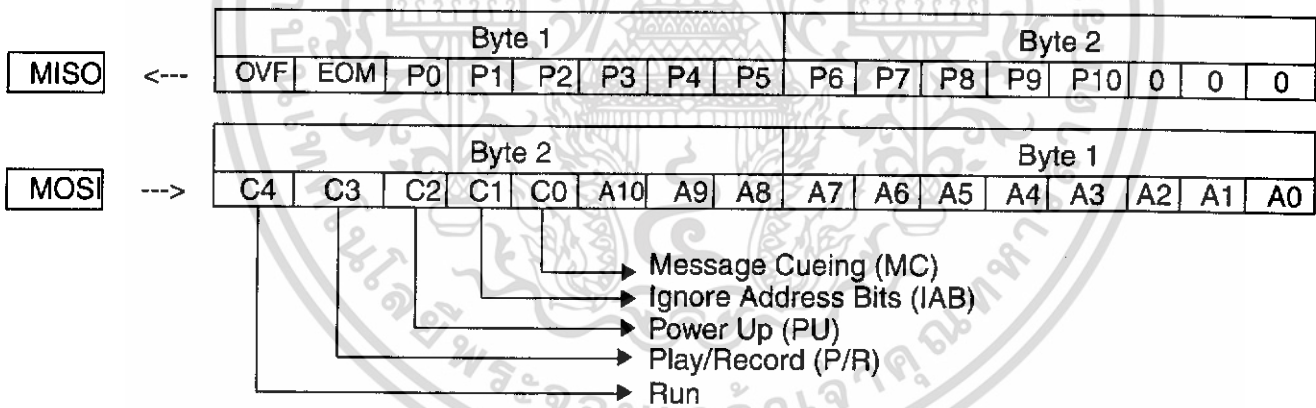 Byte 1 Byte 2
MISO <--- OVF EOM P0 P1 P2 P3 P4 P5 P6 P7 P8 P9 P10 0 0 0
Byte 2 Byte 1
MOSI ---> C4 C3 C2 C1 C0 A10 A9 A8 A7 A6 A5 A4 A3 A2 A1 A0
Message Cueing (MC)
Ignore Address Bits (IAB)
Power Up (PU)
Play/Record (P/R)
Run